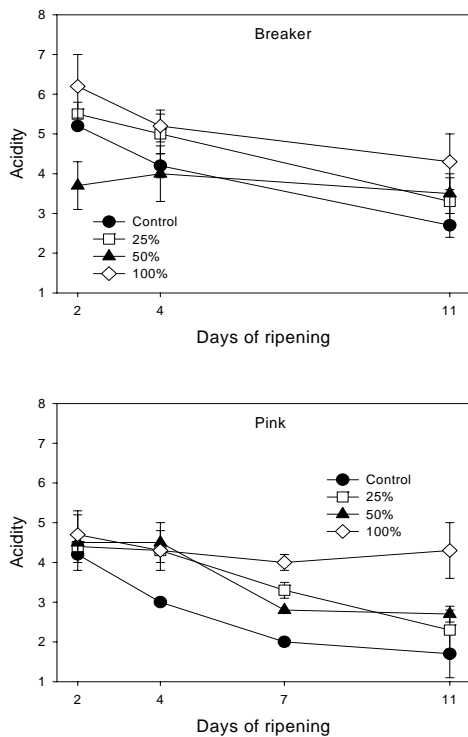 8
Breaker
7
6
5
Acidity
4
3
Control
25%
2
50%
100%
1
2 4 11
Days of ripening
8
Pink
7
6
Control
25%
5
50%
100%
Acidity
4
3
2
1
2 4 7 11
Days of ripening